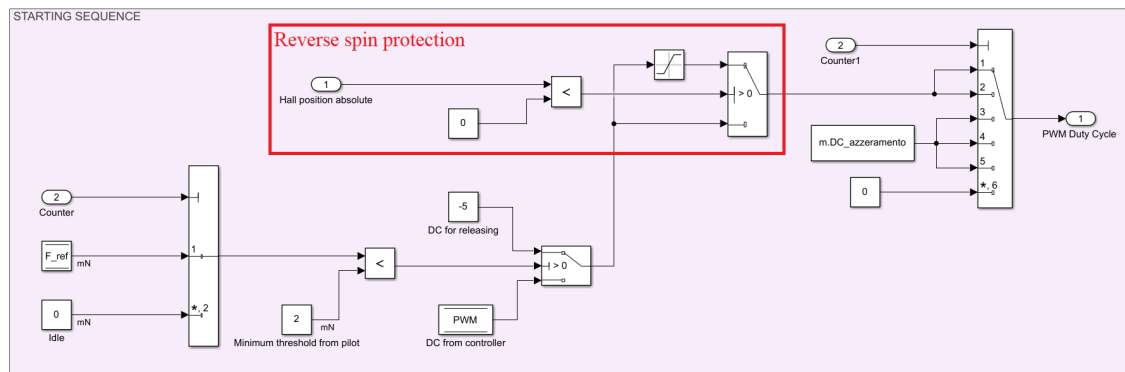 STARTING SEQUENCE
Reverse spin protection
1
Hall position absolute
0
<
> 0
2
Counter1
1
2
3
4
5
*, 6
m.DC_azzeramento
0
1
PWM Duty Cycle
2
Counter
F_ref
mN
0
mN
Idle
1
*, 2
<
2
mN
Minimum threshold from pilot
-5
DC for releasing
> 0
PWM
DC from controller